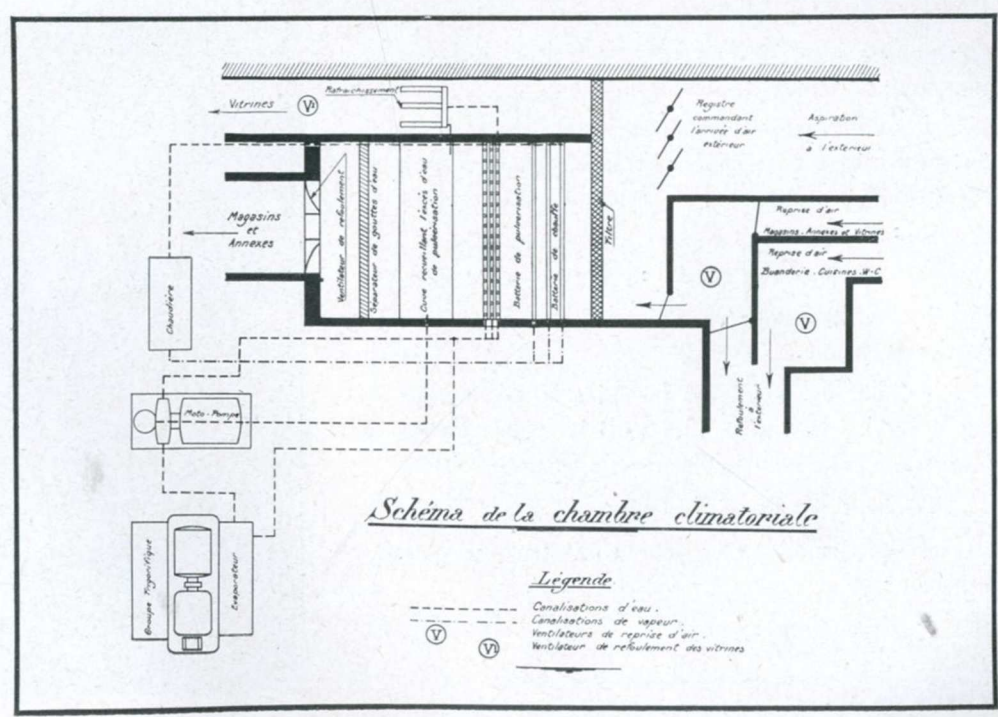 Vitrines
V1
Rafraîchissement
Registre
commandant
l'arrivée d'air
extérieur
Aspiration
à l'extérieur
Magasins
et
Annexes
Ventilateur de refoulement
Séparateur de gouttes d'eau
Cuve recueillant l'excès d'eau
de pulvérisation
Batterie de pulvérisation
Batterie de chauffe
Filtre
Reprise d'air
Magasins - Annexes et Vitrines
Reprise d'air
Buanderie - Cuisines - W-C
V
V
Chaudière
Refoulement
à
l'extérieur
Moto-Pompe
Groupe Frigorifique
Evaporateur
Schéma de la chambre climatoriale
Légende
Canalisations d'eau.
Canalisations de vapeur.
V
Ventilateurs de reprise d'air.
V1
Ventilateur de refoulement des vitrines